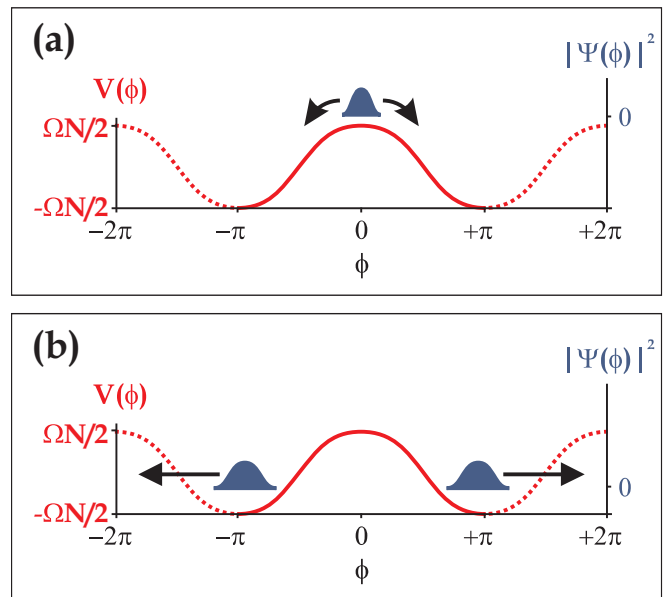 (a)
V(ϕ)
|Ψ(ϕ)|²
ΩN/2
0
-ΩN/2
−2π −π 0 +π +2π
ϕ
(b)
V(ϕ)
|Ψ(ϕ)|²
ΩN/2
0
-ΩN/2
−2π −π 0 +π +2π
ϕ